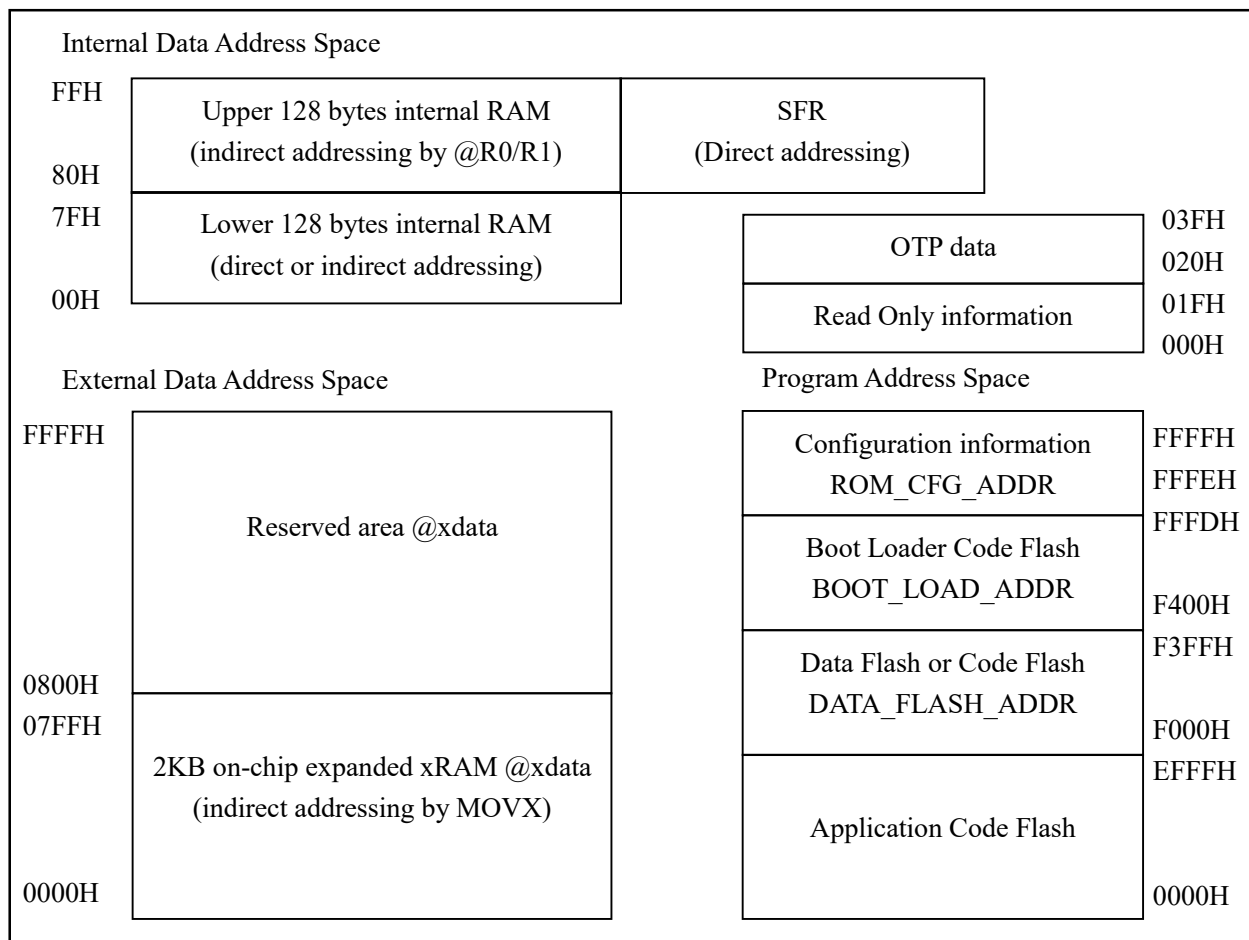 Internal Data Address Space
FFH
Upper 128 bytes internal RAM
(indirect addressing by @R0/R1)
80H
SFR
(Direct addressing)
7FH
Lower 128 bytes internal RAM
(direct or indirect addressing)
00H
OTP data
03FH
020H
Read Only information
01FH
000H
External Data Address Space
FFFFH
Reserved area @xdata
0800H
07FFH
2KB on-chip expanded xRAM @xdata
(indirect addressing by MOVX)
0000H
Program Address Space
Configuration information
ROM_CFG_ADDR
FFFFH
FFFEH
Boot Loader Code Flash
BOOT_LOAD_ADDR
FFFDH
F400H
Data Flash or Code Flash
DATA_FLASH_ADDR
F3FFH
F000H
Application Code Flash
EFFFH
0000H